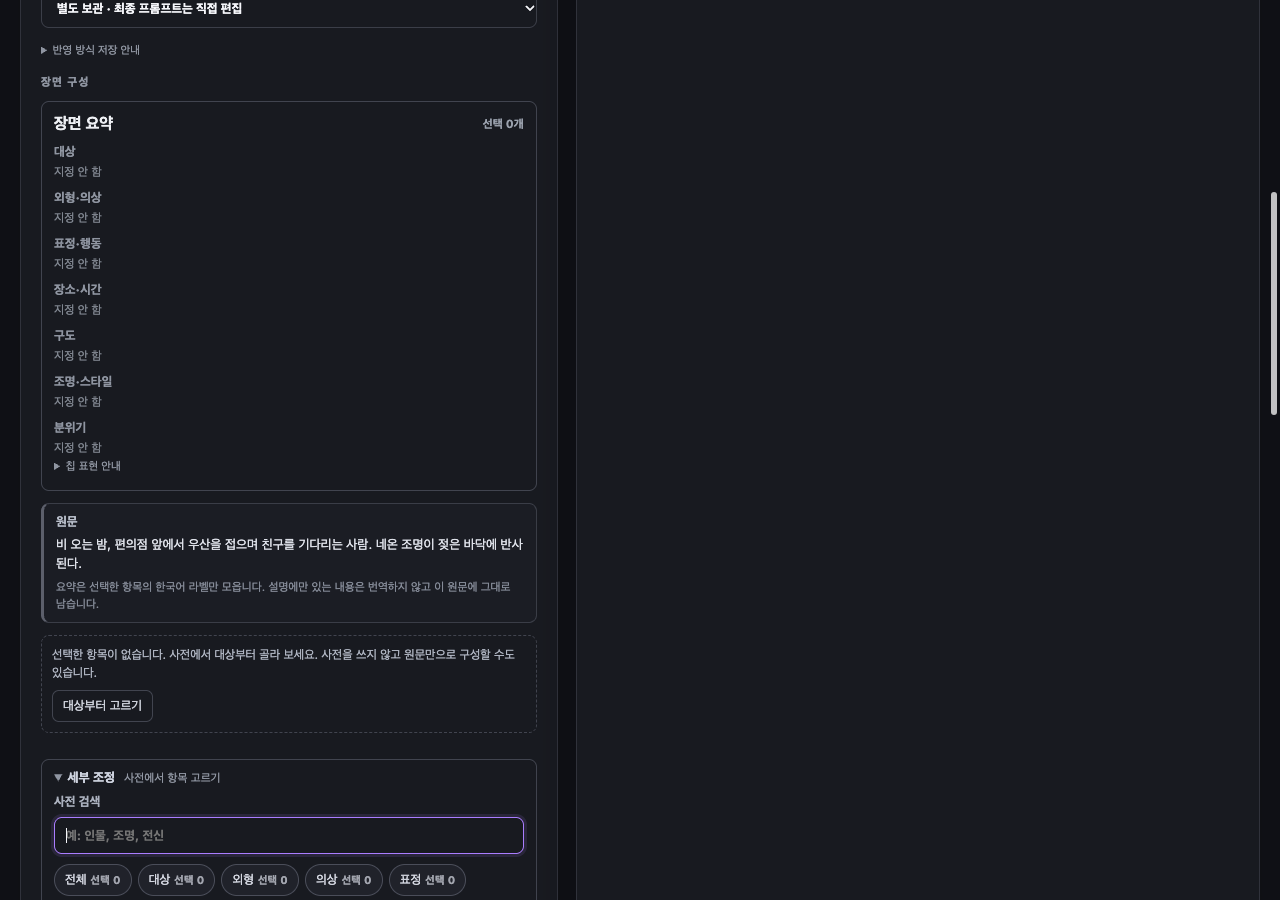 별도 보관 · 최종 프롬프트는 직접 편집
▶ 반영 방식 저장 안내
장면 구성
장면 요약 선택 0개
대상
지정 안 함
외형·의상
지정 안 함
표정·행동
지정 안 함
장소·시간
지정 안 함
구도
지정 안 함
조명·스타일
지정 안 함
분위기
지정 안 함
▶ 칩 표현 안내
원문
비 오는 밤, 편의점 앞에서 우산을 접으며 친구를 기다리는 사람. 네온 조명이 젖은 바닥에 반사
된다.
요약은 선택한 항목의 한국어 라벨만 모읍니다. 설명에만 있는 내용은 번역하지 않고 이 원문에 그대로
남습니다.
선택한 항목이 없습니다. 사전에서 대상부터 골라 보세요. 사전을 쓰지 않고 원문만으로 구성할 수도
있습니다.
대상부터 고르기
▼ 세부 조정 사전에서 항목 고르기
사전 검색
예: 인물, 조명, 전신
전체 선택 0 대상 선택 0 외형 선택 0 의상 선택 0 표정 선택 0